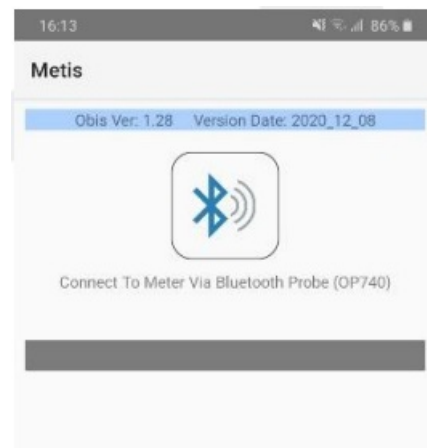 16:13 86%
Metis
Obis Ver: 1.28 Version Date: 2020_12_08
Connect To Meter Via Bluetooth Probe (OP740)